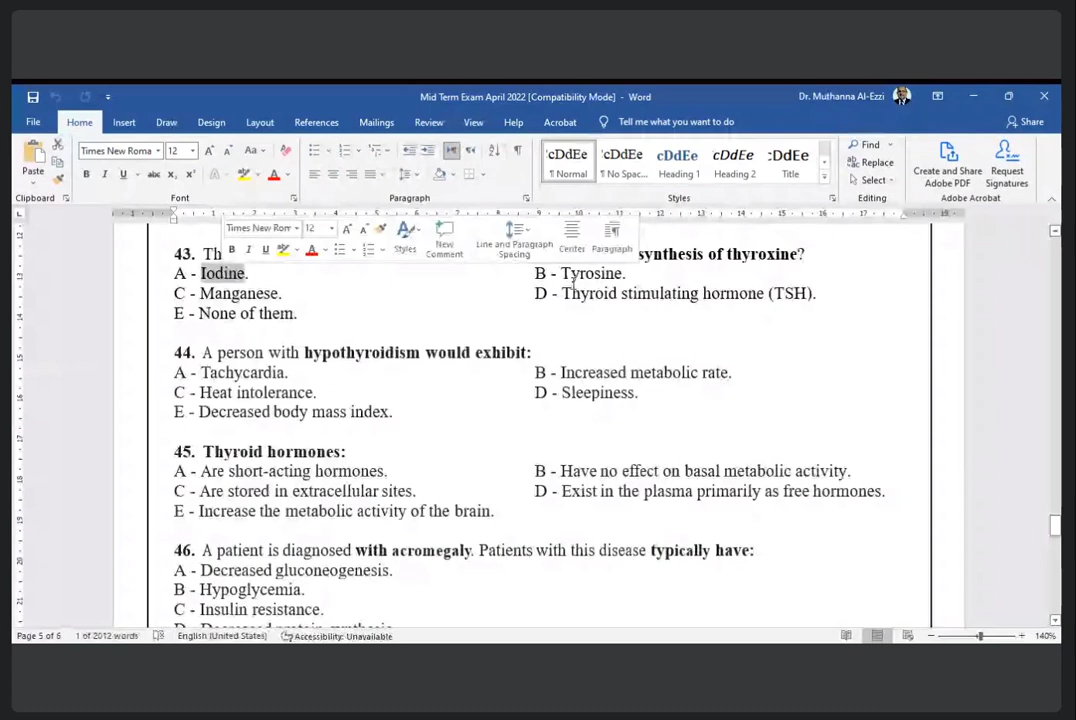 Mid Term Exam April 2022 [Compatibility Mode] - Word
Dr. Muthanna Al-Ezzi
File Home Insert Draw Design Layout References Mailings Review View Help Acrobat Tell me what you want to do Share
Paste
Times New Roma 12
Aa
AaBbCcDdEe
'cDdEe 'cDdEe cDdEe cDdEe :DdEe
¶ Normal ¶ No Spac... Heading 1 Heading 2 Title
Find
Replace
Select
Create and Share Adobe PDF
Request Signatures
Clipboard Font Paragraph Styles Editing Adobe Acrobat
Times New Ror 12
Styles
New Comment
Line and Paragraph Spacing
Center
Paragraph
43. Th synthesis of thyroxine?
A - Iodine. B - Tyrosine.
C - Manganese. D - Thyroid stimulating hormone (TSH).
E - None of them.
44. A person with hypothyroidism would exhibit:
A - Tachycardia. B - Increased metabolic rate.
C - Heat intolerance. D - Sleepiness.
E - Decreased body mass index.
45. Thyroid hormones:
A - Are short-acting hormones. B - Have no effect on basal metabolic activity.
C - Are stored in extracellular sites. D - Exist in the plasma primarily as free hormones.
E - Increase the metabolic activity of the brain.
46. A patient is diagnosed with acromegaly. Patients with this disease typically have:
A - Decreased gluconeogenesis.
B - Hypoglycemia.
C - Insulin resistance.
Page 5 of 6 1 of 2012 words English (United States) Accessibility: Unavailable 140%